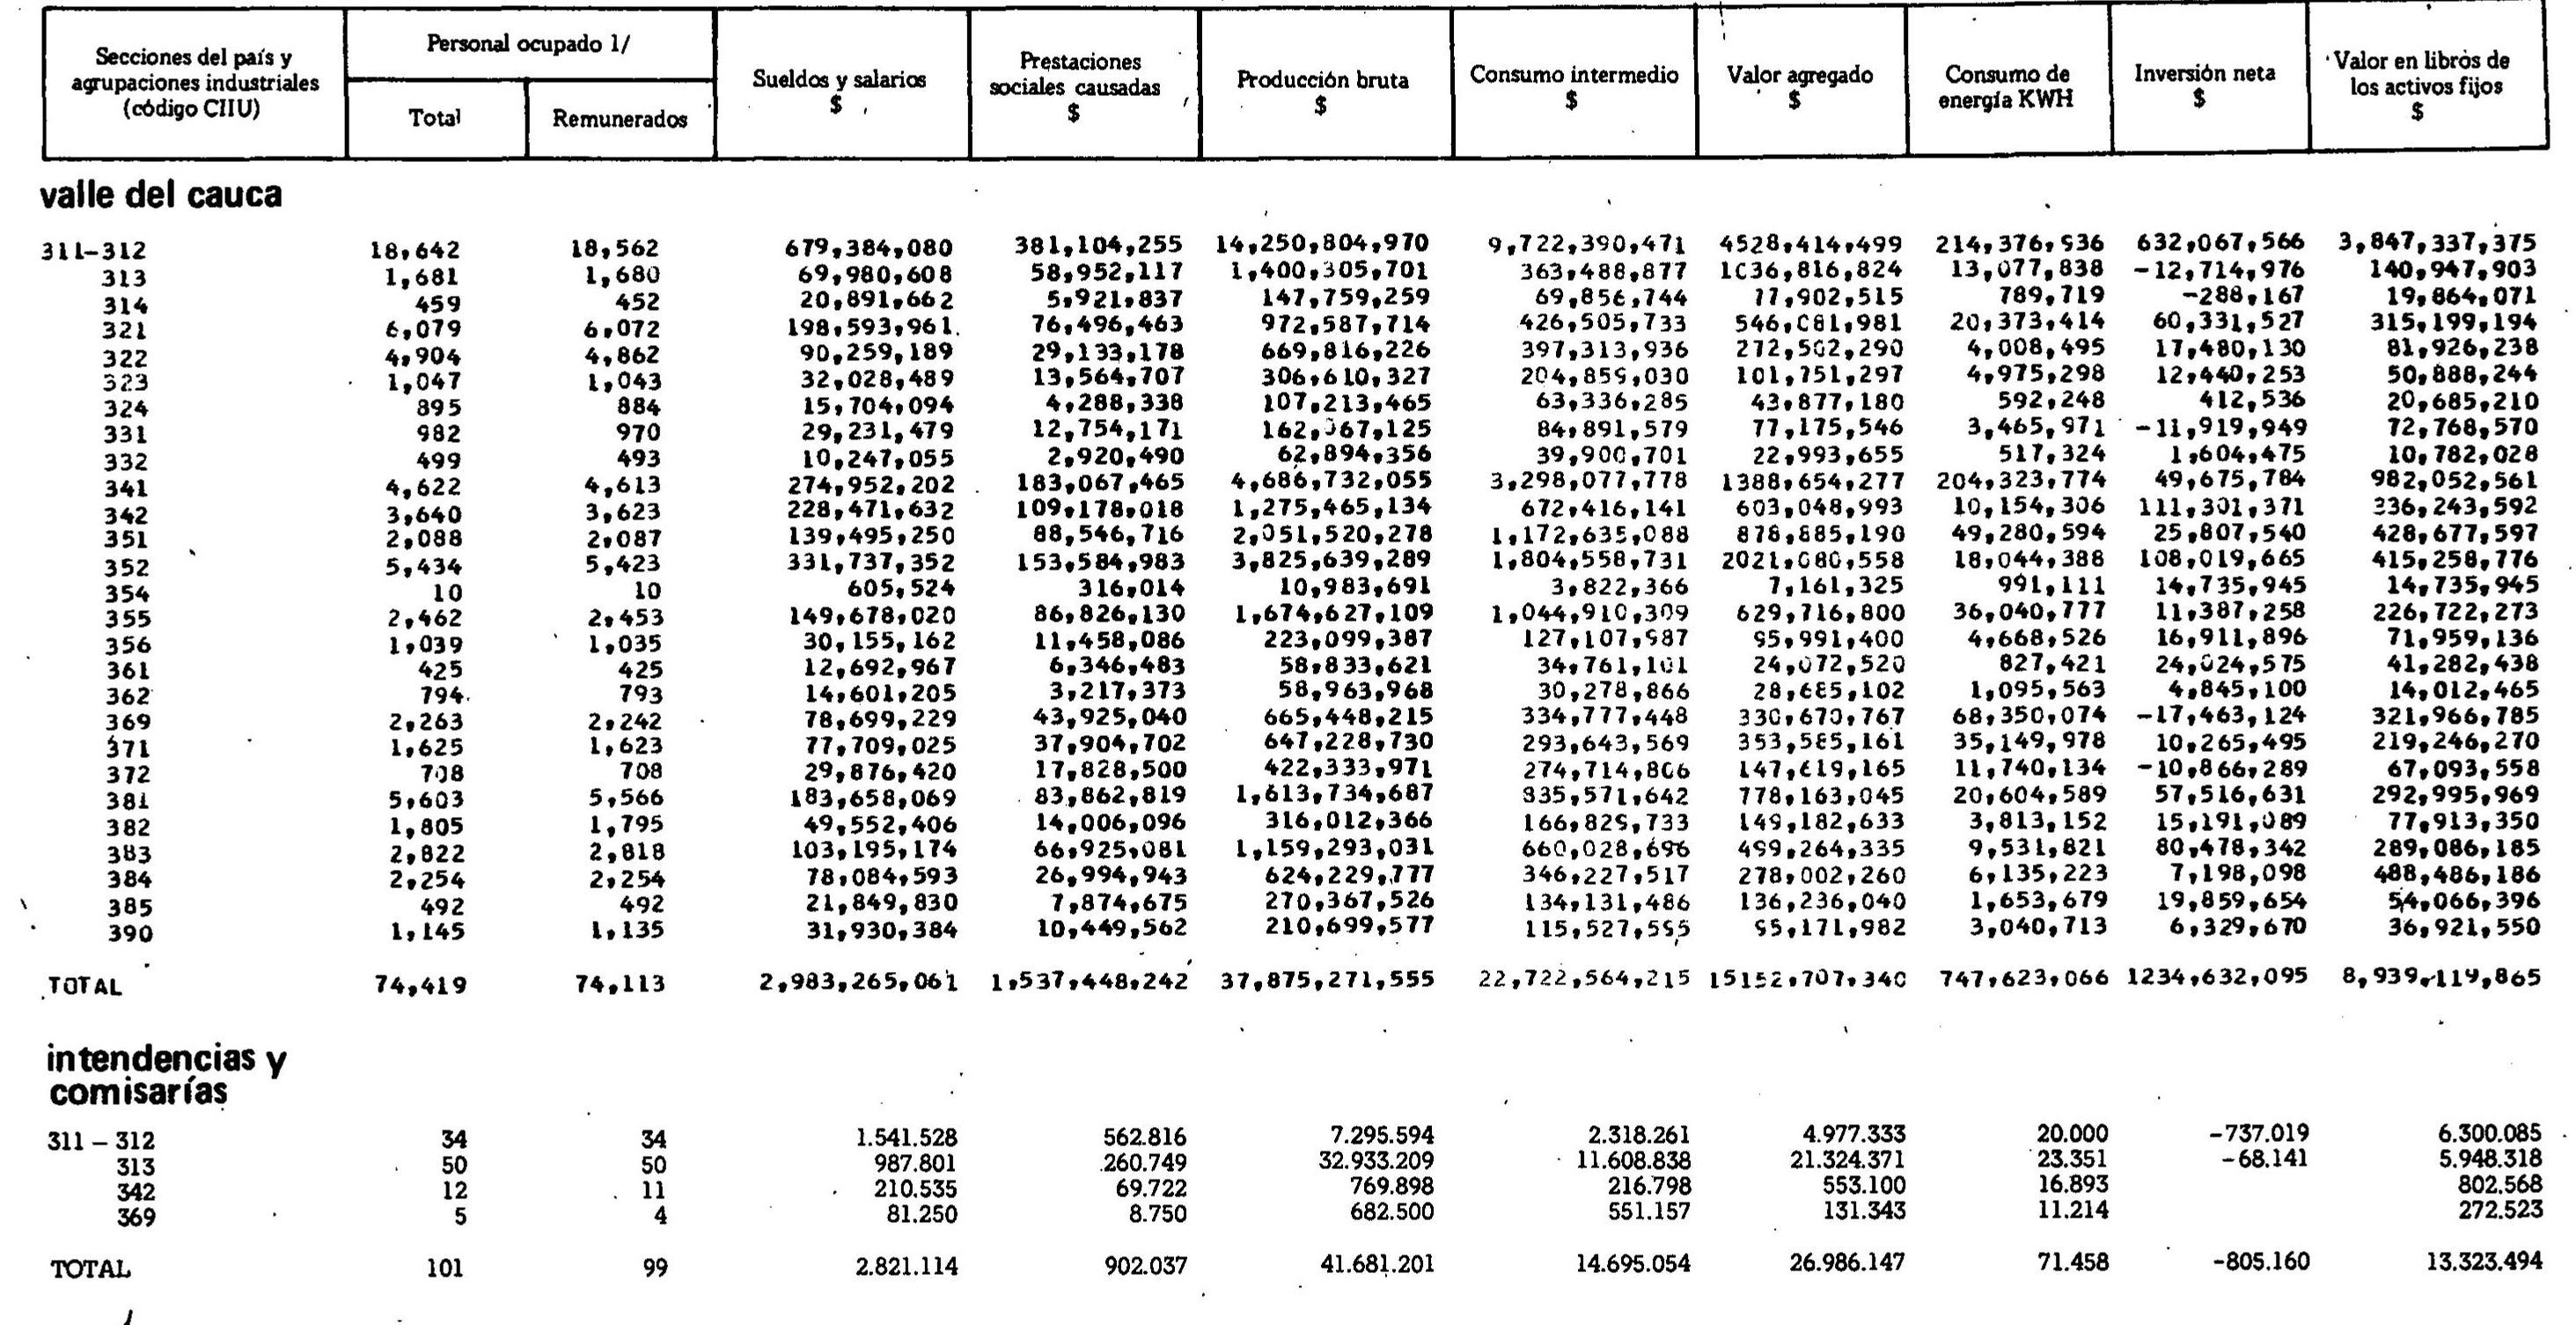 Secciones del país y agrupaciones industriales (código CIIU) Personal ocupado 1/ Total Remunerados Sueldos y salarios $ Prestaciones sociales causadas $ Producción bruta $ Consumo intermedio $ Valor agregado $ Consumo de energía KWH Inversión neta $ Valor en libros de los activos fijos $
valle del cauca
311-312 18,642 18,562 679,384,080 381,104,255 14,250,804,970 9,722,390,471 4528,414,499 214,376,936 632,067,566 3,847,337,375
313 1,681 1,680 69,980,608 58,952,117 1,400,305,701 363,488,877 1036,816,824 13,077,838 -12,714,976 140,947,903
314 459 452 20,891,662 5,921,837 147,759,259 69,856,744 77,902,515 789,719 -288,167 19,864,071
321 6,079 6,072 198,593,961 76,496,463 972,587,714 426,505,733 546,081,981 20,373,414 60,331,527 315,199,194
322 4,904 4,862 90,259,189 29,133,178 669,816,226 397,313,936 272,502,290 4,008,495 17,480,130 81,926,238
323 1,047 1,043 32,028,489 13,564,707 306,610,327 204,859,030 101,751,297 4,975,298 12,440,253 50,888,244
324 895 884 15,704,094 4,288,338 107,213,465 63,336,285 43,877,180 592,248 412,536 20,685,210
331 982 970 29,231,479 12,754,171 162,067,125 84,891,579 77,175,546 3,465,971 -11,919,949 72,768,570
332 499 493 10,247,055 2,920,490 62,894,356 39,900,701 22,993,655 517,324 1,604,475 10,782,028
341 4,622 4,613 274,952,202 183,067,465 4,686,732,055 3,298,077,778 1388,654,277 204,323,774 49,675,784 982,052,561
342 3,640 3,623 228,471,632 109,178,018 1,275,465,134 672,416,141 603,048,993 10,154,306 111,301,371 336,243,592
351 2,088 2,087 139,495,250 88,546,716 2,051,520,278 1,172,635,088 878,885,190 49,280,594 25,807,540 428,677,597
352 5,434 5,423 331,737,352 153,584,983 3,825,639,289 1,804,558,731 2021,080,558 18,044,388 108,019,665 415,258,776
354 10 10 605,524 316,014 10,983,691 3,822,366 7,161,325 991,111 14,735,945 14,735,945
355 2,462 2,453 149,678,020 86,826,130 1,674,627,109 1,044,910,309 629,716,800 36,040,777 11,387,258 226,722,273
356 1,039 1,035 30,155,162 11,458,086 223,099,387 127,107,987 95,991,400 4,668,526 16,911,896 71,959,136
361 425 425 12,692,967 6,346,483 58,833,621 34,761,101 24,072,520 827,421 24,024,575 41,282,438
362 794 793 14,601,205 3,217,373 58,963,968 30,278,866 28,685,102 1,095,563 4,845,100 14,012,465
369 2,263 2,242 78,699,229 43,925,040 665,448,215 334,777,448 330,670,767 68,350,074 -17,463,124 321,966,785
371 1,625 1,623 77,709,025 37,904,702 647,228,730 293,643,569 353,585,161 35,149,978 10,265,495 219,246,270
372 708 708 29,876,420 17,828,500 422,333,971 274,714,806 147,619,165 11,740,134 -10,866,289 67,093,558
381 5,603 5,566 183,658,069 83,862,819 1,613,734,687 835,571,642 778,163,045 20,604,589 57,516,631 292,995,969
382 1,805 1,795 49,552,406 14,006,096 316,012,366 166,829,733 149,182,633 3,813,152 15,191,089 77,913,350
383 2,822 2,818 103,195,174 66,925,081 1,159,293,031 660,028,696 499,264,335 9,531,821 80,478,342 289,086,185
384 2,254 2,254 78,084,593 26,994,943 624,229,777 346,227,517 278,002,260 6,135,223 7,198,098 488,486,186
385 492 492 21,849,830 7,874,675 270,367,526 134,131,486 136,236,040 1,653,679 19,859,654 54,066,396
390 1,145 1,135 31,930,384 10,449,562 210,699,577 115,527,595 95,171,982 3,040,713 6,329,670 36,921,550
TOTAL 74,419 74,113 2,983,265,061 1,537,448,242 37,875,271,555 22,722,564,215 15152,707,340 747,623,066 1234,632,095 8,939,119,865
intendencias y
comisarías
311 – 312 34 34 1.541.528 562.816 7.295.594 2.318.261 4.977.333 20.000 -737.019 6.300.085
313 50 50 987.801 260.749 32.933.209 11.608.838 21.324.371 23.351 -68.141 5.948.318
342 12 11 210.535 69.722 769.898 216.798 553.100 16.893 802.568
369 5 4 81.250 8.750 682.500 551.157 131.343 11.214 272.523
TOTAL 101 99 2.821.114 902.037 41.681.201 14.695.054 26.986.147 71.458 -805.160 13.323.494